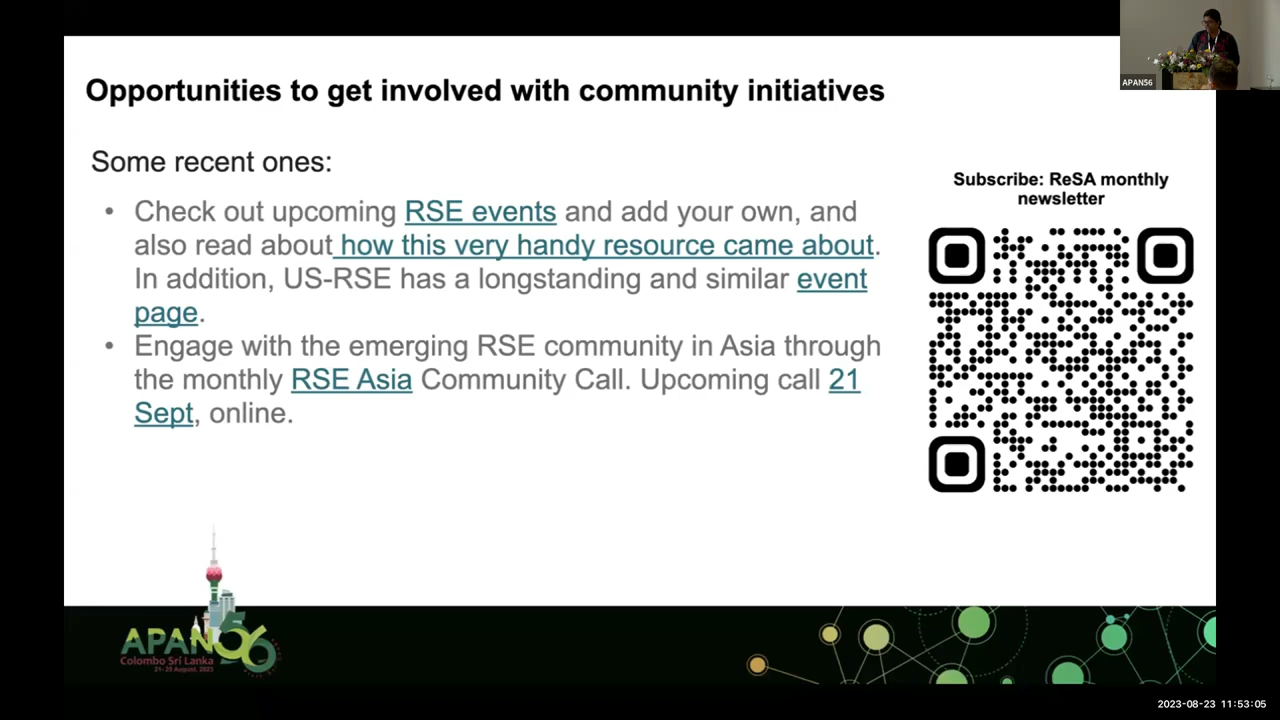 Opportunities to get involved with community initiatives
Some recent ones:
• Check out upcoming RSE events and add your own, and
also read about how this very handy resource came about.
In addition, US-RSE has a longstanding and similar event
page.
• Engage with the emerging RSE community in Asia through
the monthly RSE Asia Community Call. Upcoming call 21
Sept, online.
Subscribe: ReSA monthly
newsletter
APAN56
APAN 56
Colombo Sri Lanka
21- 25 August, 2023
2023-08-23 11:53:05